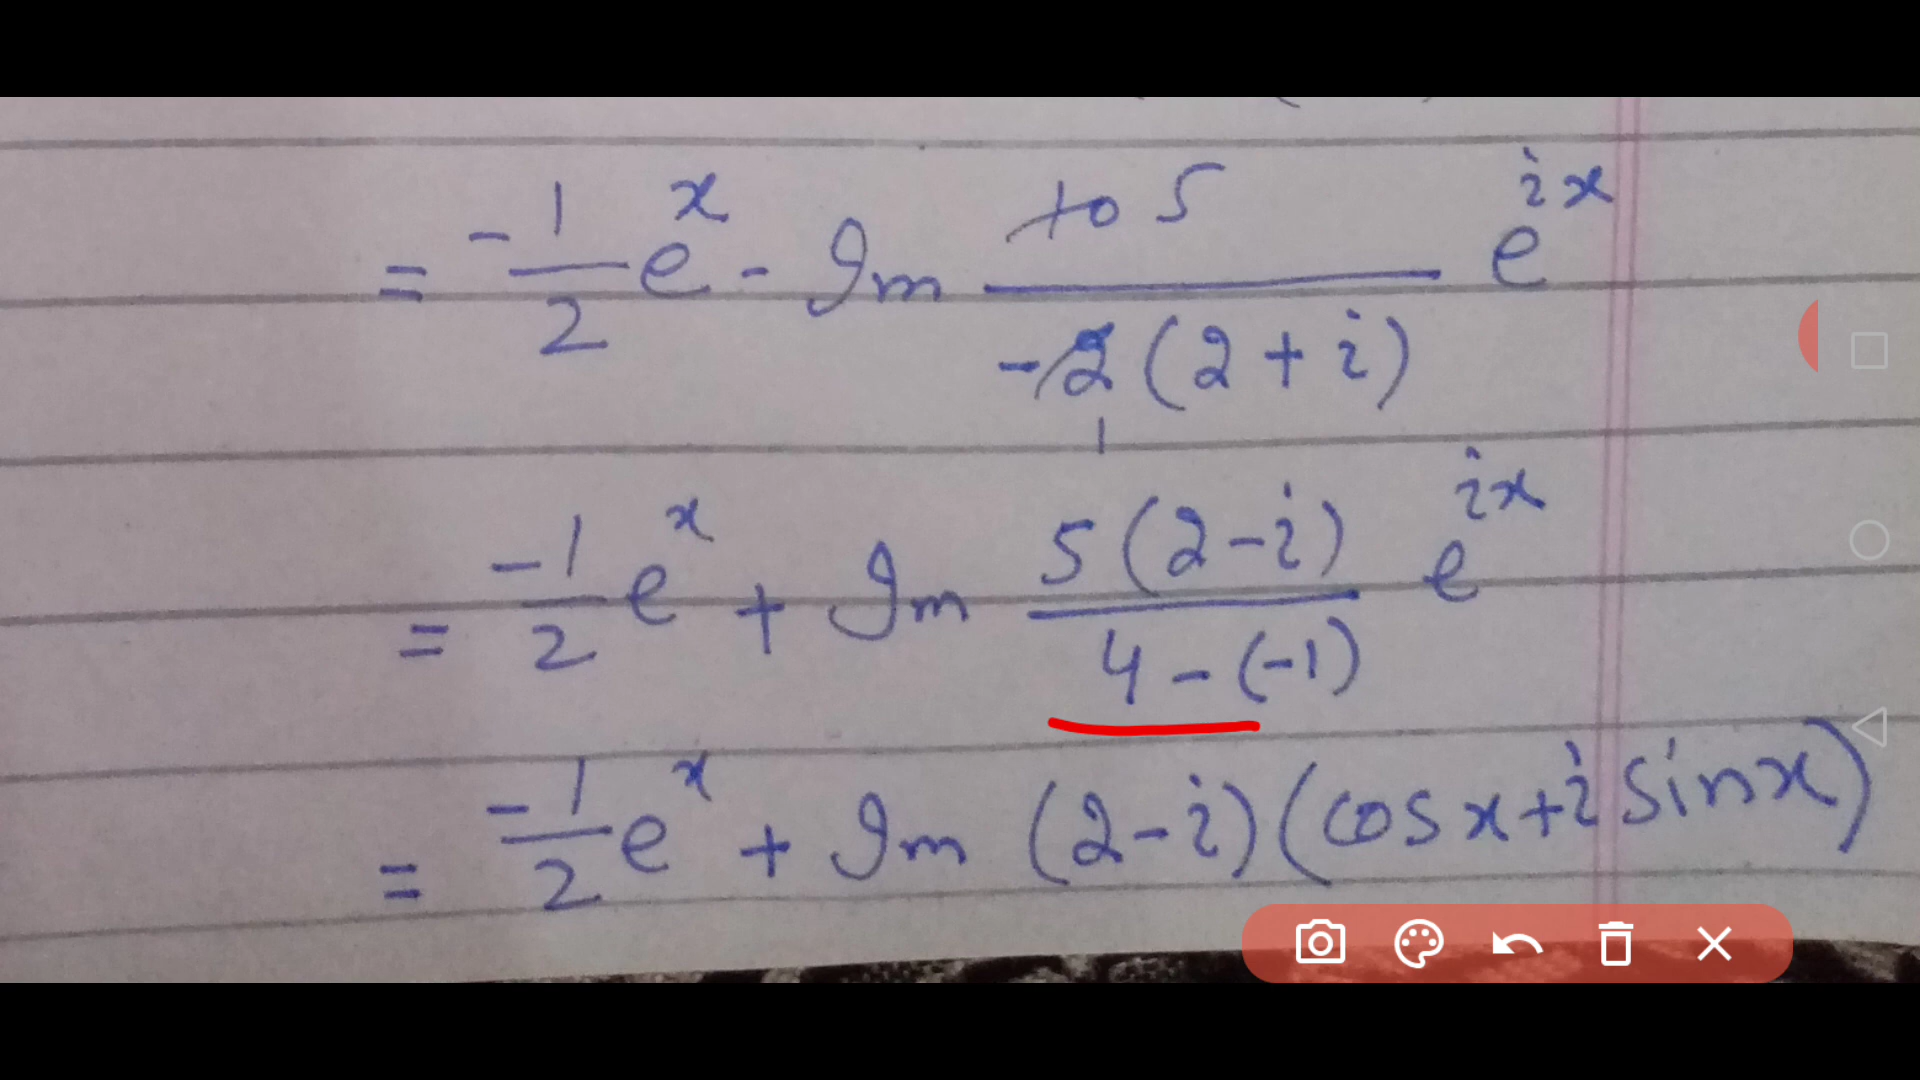 = -1/2 e^x - Im 10 5 / -2 1 (2 + i) e^ix
= -1/2 e^x + Im 5 (2 - i) / 4 - (-1) e^ix
= -1/2 e^x + Im (2 - i) (cos x + i sin x)